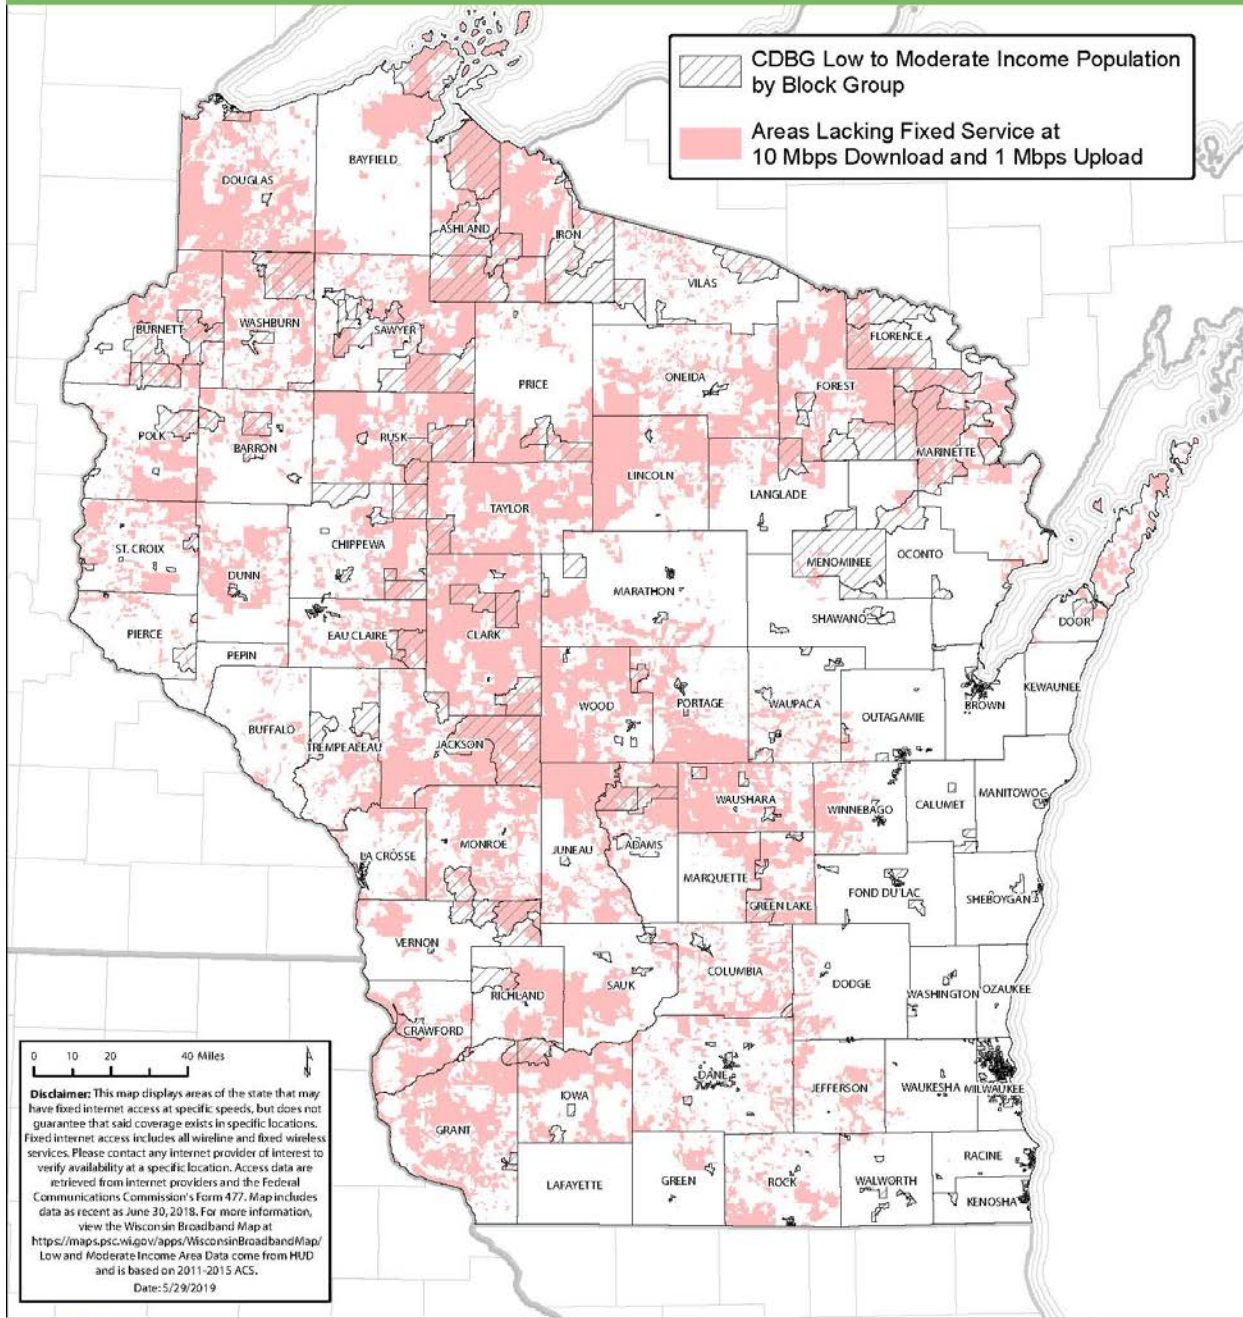 CDBG Low to Moderate Income Population
by Block Group
Areas Lacking Fixed Service at
10 Mbps Download and 1 Mbps Upload
BAYFIELD
DOUGLAS
ASHLAND
IRON
VILAS
BURNETT
WASHBURN
SAWYER
FLORENCE
PRICE
ONEIDA
FOREST
POLK
BARRON
RUSK
MARINETTE
LINCOLN
LANGLADE
TAYLOR
ST. CROIX
CHIPPEWA
DUNN
MENOMINEE
OCONTO
MARATHON
SHAWANO
DOOR
PIERCE
EAU CLAIRE
CLARK
PEPIN
KEWAUNEE
WOOD
PORTAGE
WAUPACA
BROWN
OUTAGAMIE
BUFFALO
TREMPEALEAU
JACKSON
MANITOWOC
WAUSHARA
WINNEBAGO
CALUMET
LA CROSSE
MONROE
JUNEAU
ADAMS
MARQUETTE
FOND DU LAC
SHEBOYGAN
GREEN LAKE
VERNON
COLUMBIA
DODGE
SAUK
RICHLAND
WASHINGTON
OZAUKEE
CRAWFORD
DANE
JEFFERSON
WAUKESHA
MILWAUKEE
IOWA
GRANT
RACINE
LAFAYETTE
GREEN
ROCK
WALWORTH
KENOSHA
0 10 20 40 Miles
N
Disclaimer: This map displays areas of the state that may
have fixed internet access at specific speeds, but does not
guarantee that said coverage exists in specific locations.
Fixed internet access includes all wireline and fixed wireless
services. Please contact any internet provider of interest to
verify availability at a specific location. Access data are
retrieved from internet providers and the Federal
Communications Commission's Form 477. Map includes
data as recent as June 30, 2018. For more information,
view the Wisconsin Broadband Map at
https://maps.psc.wi.gov/apps/WisconsinBroadbandMap/
Low and Moderate Income Area Data come from HUD
and is based on 2011-2015 ACS.
Date: 5/29/2019